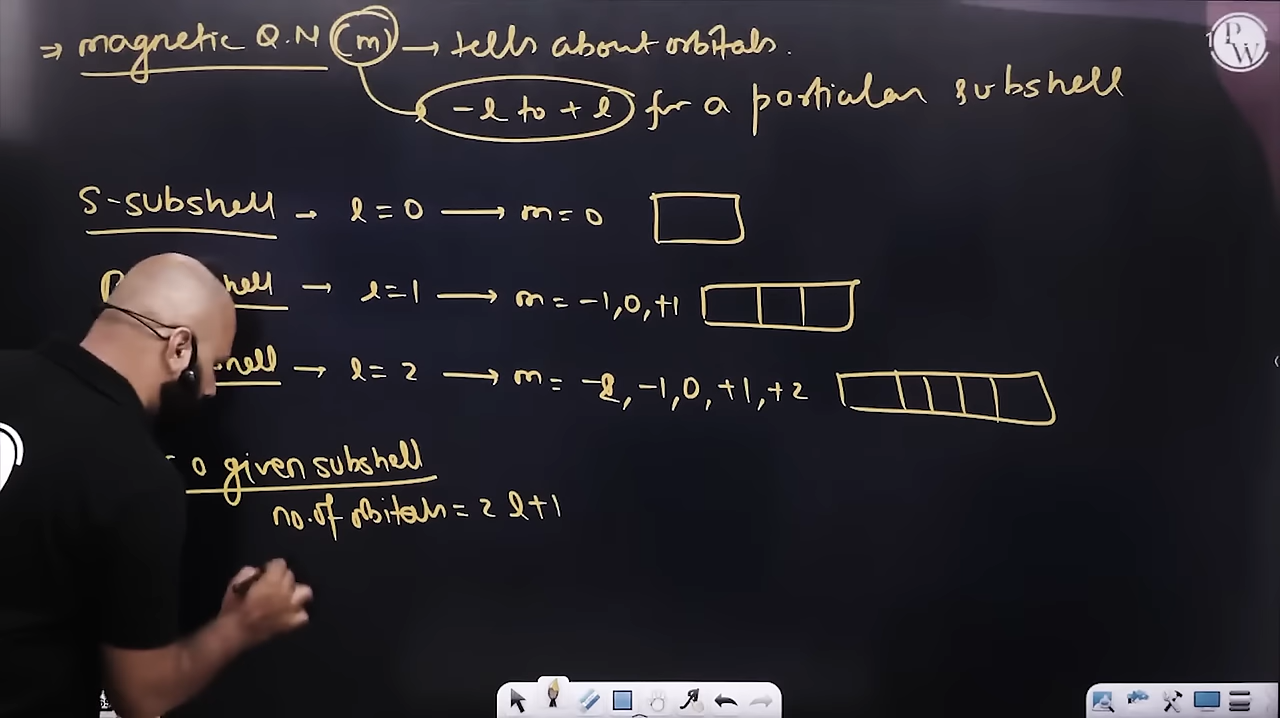 ⇒ magnetic Q.N (m) → tells about orbitals.
-l to +l for a particular subshell
S-subshell → l = 0 → m = 0
hell → l = 1 → m = -1, 0, +1
hell → l = 2 → m = -2, -1, 0, +1, +2
a given subshell
no. of orbitals = 2l+1
PW